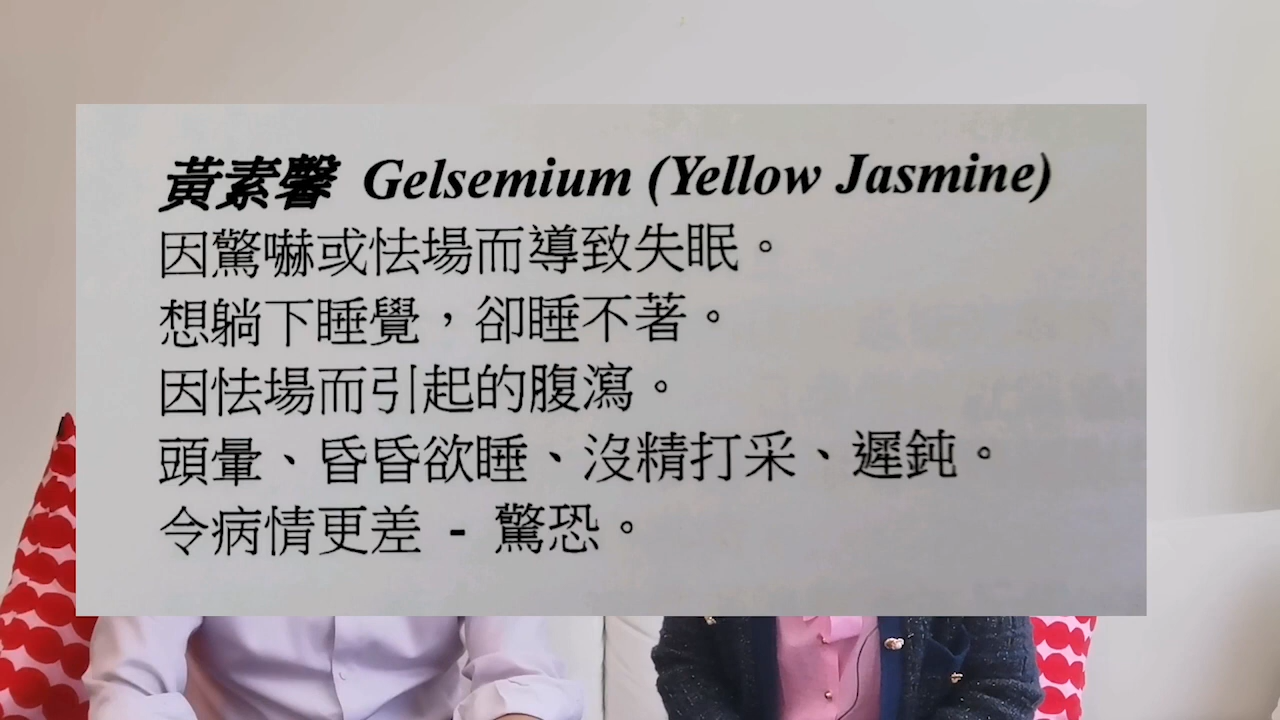 黃素馨 Gelsemium (Yellow Jasmine)
因驚嚇或怯場而導致失眠。
想躺下睡覺，卻睡不著。
因怯場而引起的腹瀉。
頭暈、昏昏欲睡、沒精打采、遲鈍。
令病情更差 - 驚恐。